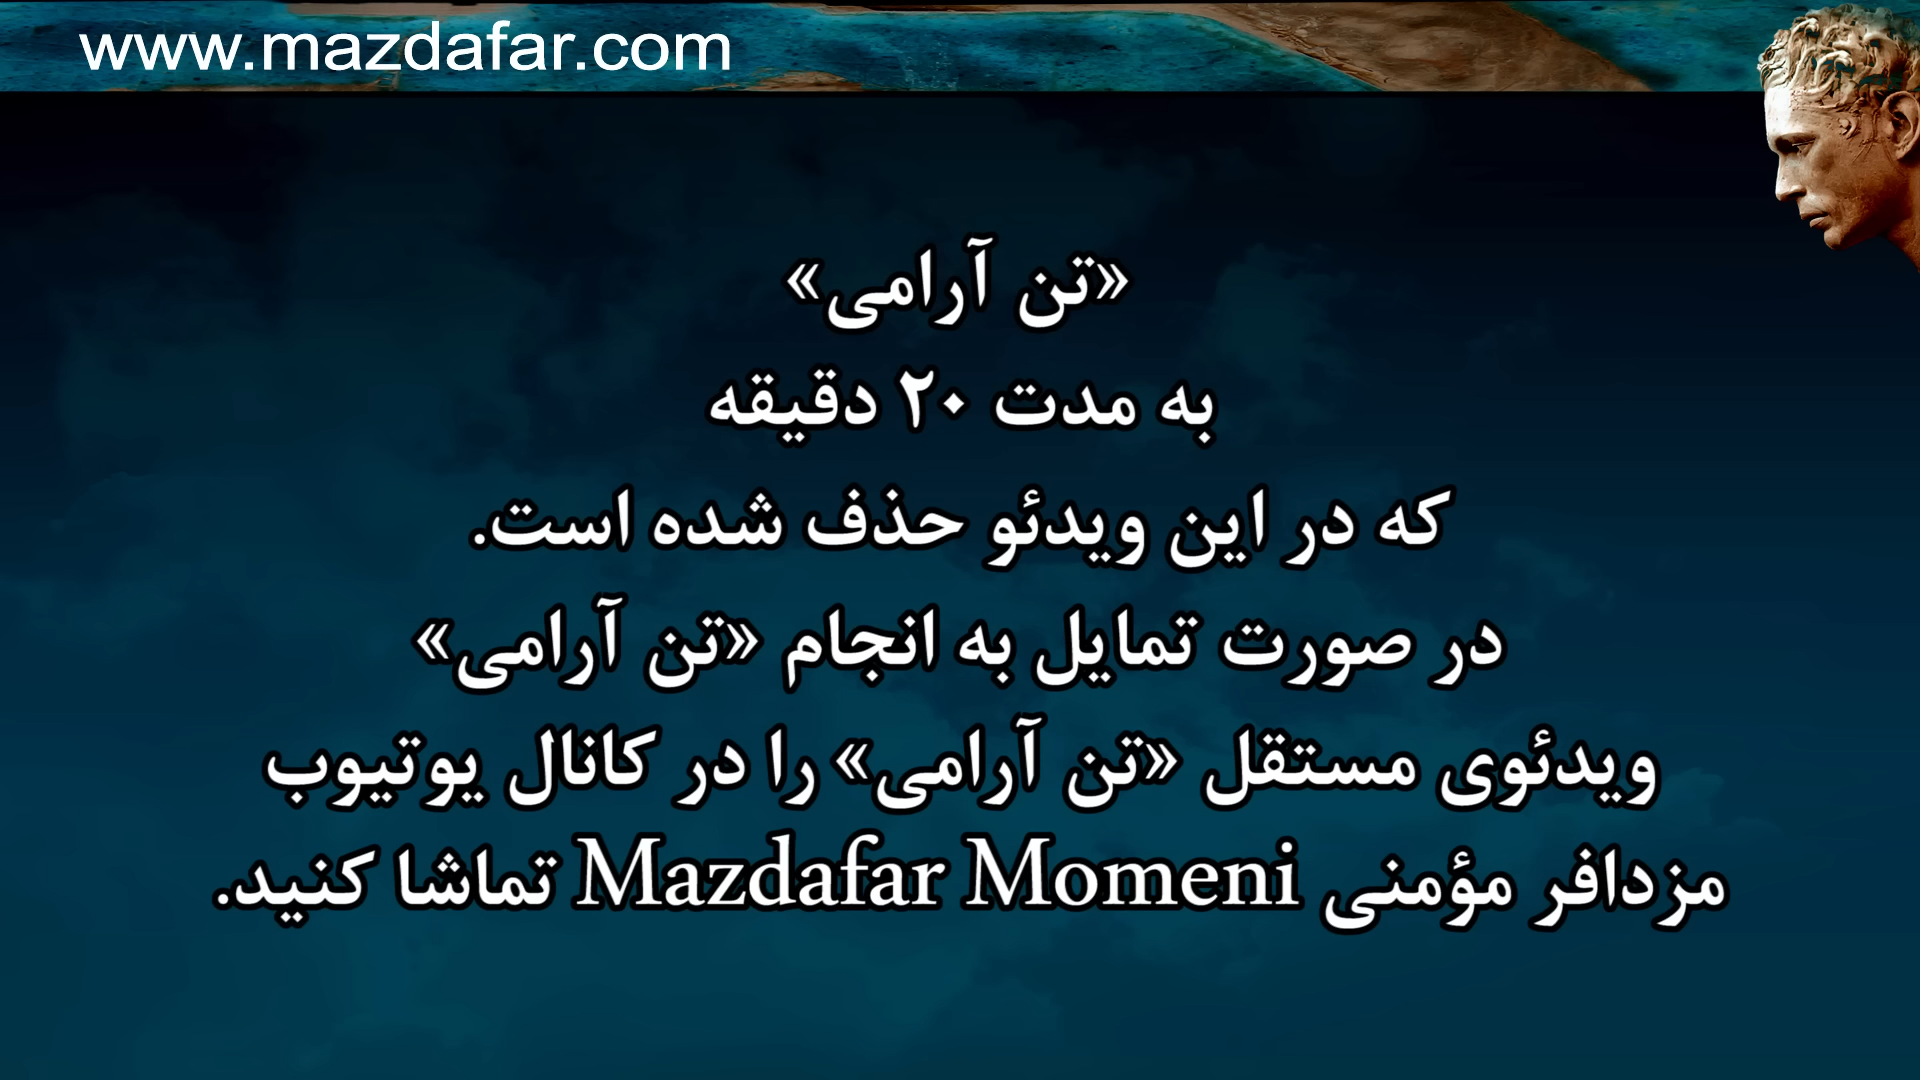 www.mazdafar.com
«تن آرامی»
به مدت ۲۰ دقیقه
که در این ویدئو حذف شده است.
در صورت تمایل به انجام «تن آرامی»
ویدئوی مستقل «تن آرامی» را در کانال یوتیوب
مزدافر مؤمنی Mazdafar Momeni تماشا کنید.